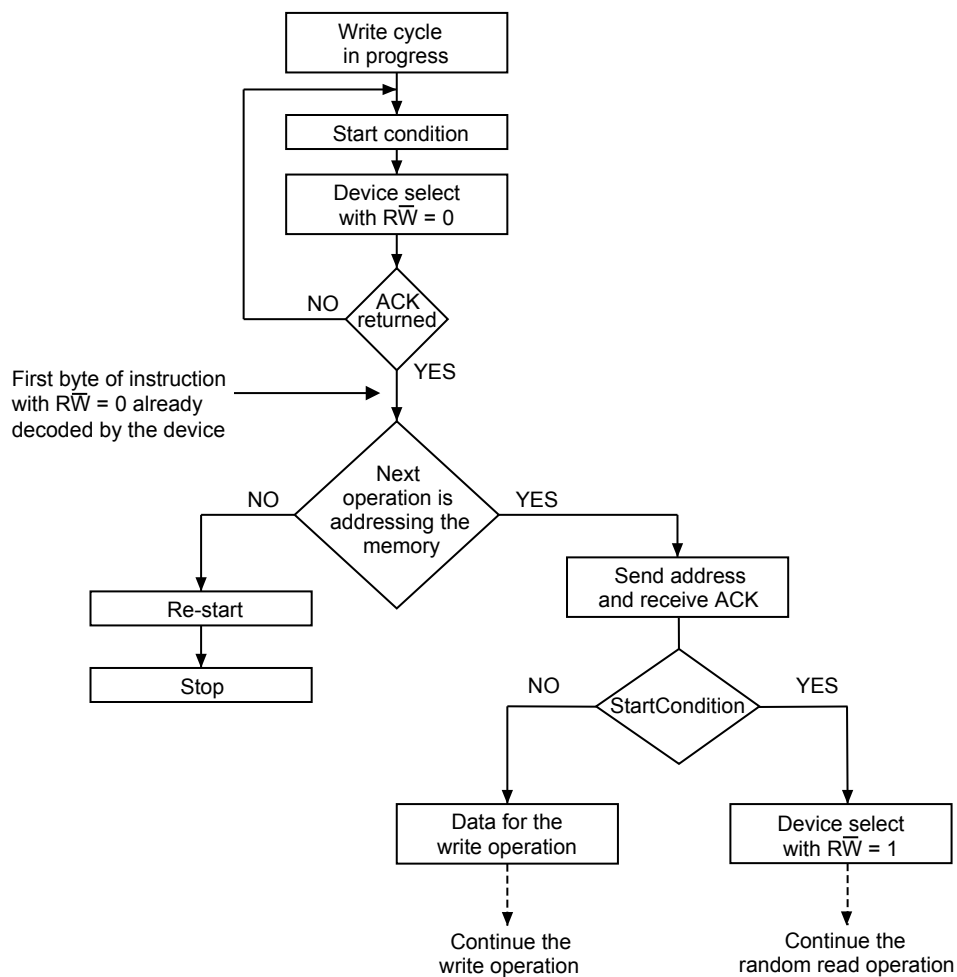 Write cycle
in progress
Start condition
Device select
with RW̅ = 0
NO
ACK
returned
YES
First byte of instruction
with RW̅ = 0 already
decoded by the device
NO
Next
operation is
addressing the
memory
YES
Send address
and receive ACK
Re-start
Stop
NO
StartCondition
YES
Data for the
write operation
Device select
with RW̅ = 1
Continue the
write operation
Continue the
random read operation